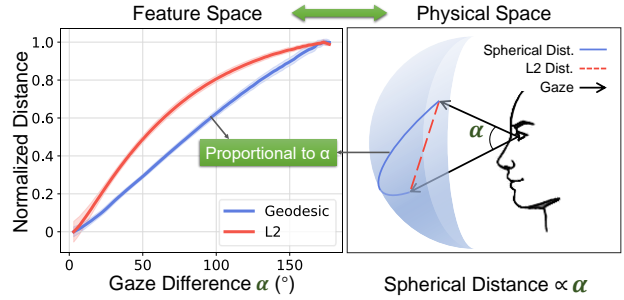 Feature Space
Physical Space
Normalized Distance
1.0
0.8
0.6
0.4
0.2
0
0
50
100
150
Gaze Difference α (°)
Geodesic
L2
Proportional to α
Spherical Dist.
L2 Dist.
Gaze
α
Spherical Distance ∝ α